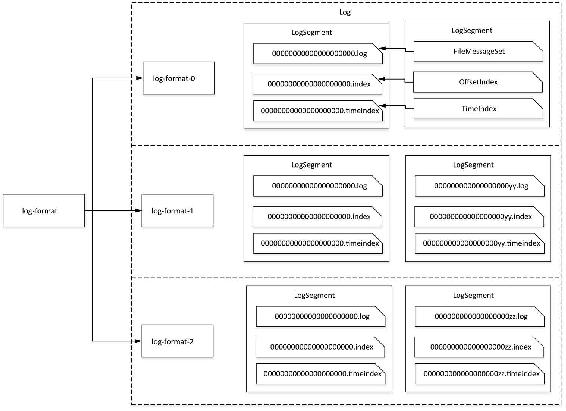 Log
LogSegment
LogSegment
00000000000000000000.log
FileMessageSet
log-format-0
00000000000000000000.index
OffsetIndex
00000000000000000000.timeindex
TimeIndex
LogSegment
LogSegment
00000000000000000000.log
000000000000000000yy.log
log-format
log-format-1
00000000000000000000.index
000000000000000000yy.index
00000000000000000000.timeindex
000000000000000000yy.timeindex
LogSegment
LogSegment
00000000000000000000.log
000000000000000000zz.log
log-format-2
00000000000000000000.index
000000000000000000zz.index
00000000000000000000.timeindex
000000000000000000zz.timeindex